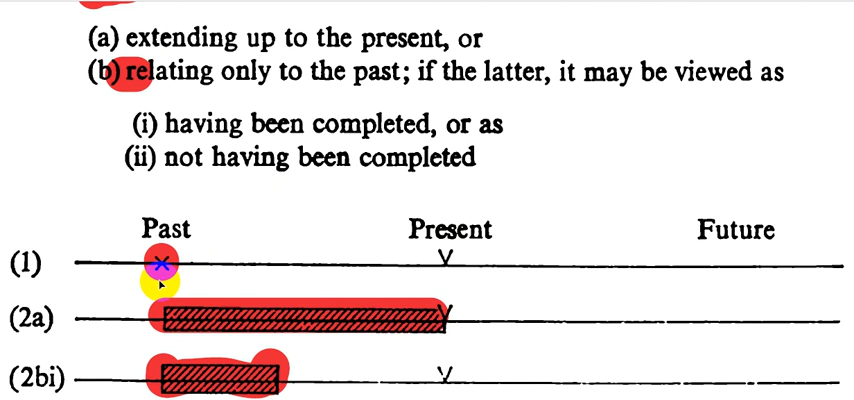 (a) extending up to the present, or
(b) relating only to the past; if the latter, it may be viewed as
(i) having been completed, or as
(ii) not having been completed
Past Present Future
(1)
(2a)
(2bi)